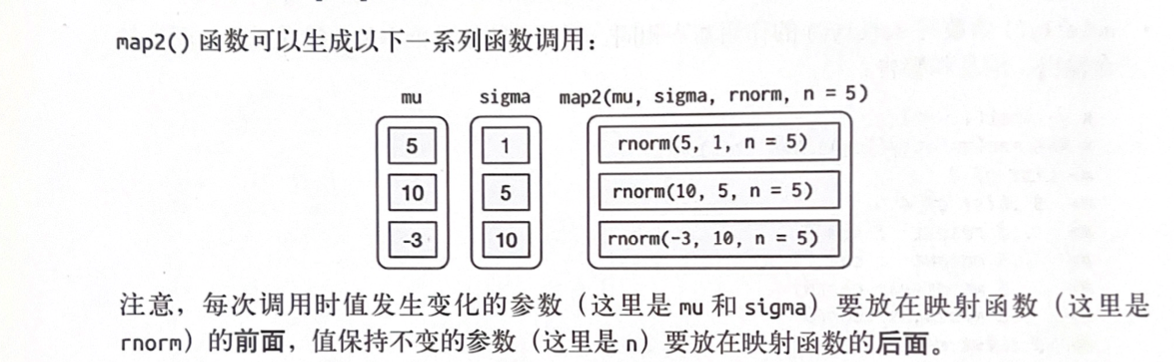 map2() 函数可以生成以下一系列函数调用：
mu sigma map2(mu, sigma, rnorm, n = 5)
5 1 rnorm(5, 1, n = 5)
10 5 rnorm(10, 5, n = 5)
-3 10 rnorm(-3, 10, n = 5)
注意，每次调用时值发生变化的参数（这里是 mu 和 sigma）要放在映射函数（这里是
rnorm）的前面，值保持不变的参数（这里是 n）要放在映射函数的后面。